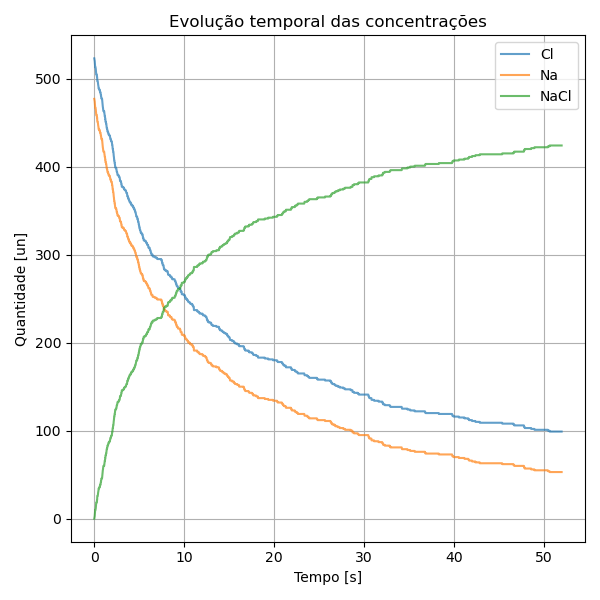 Evolução temporal das concentrações
Cl
Na
NaCl
Quantidade [un]
500
400
300
200
100
0
0 10 20 30 40 50
Tempo [s]